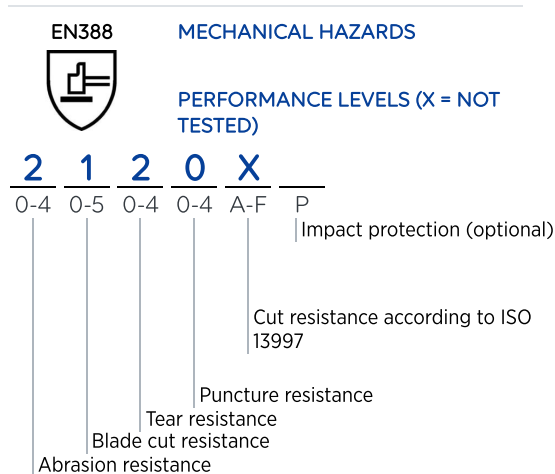 EN388
MECHANICAL HAZARDS
PERFORMANCE LEVELS (X = NOT
TESTED)
2 1 2 0 X
0-4 0-5 0-4 0-4 A-F P
Impact protection (optional)
Cut resistance according to ISO
13997
Puncture resistance
Tear resistance
Blade cut resistance
Abrasion resistance